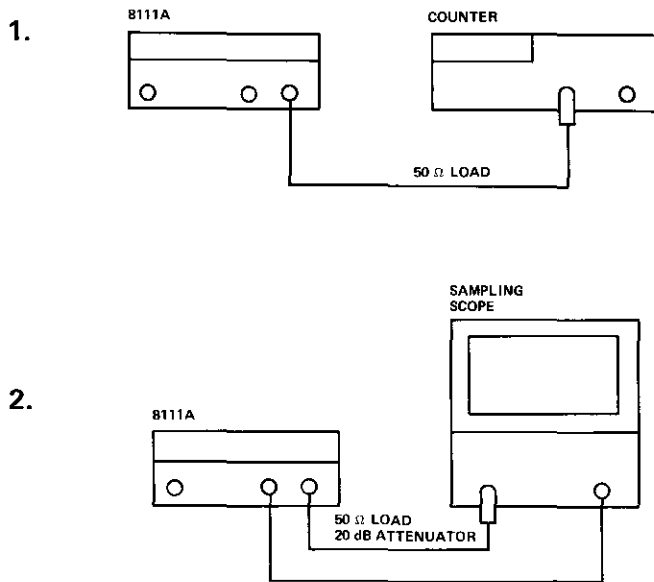 1.
8111A
COUNTER
50 Ω LOAD
2.
SAMPLING
SCOPE
8111A
50 Ω LOAD
20 dB ATTENUATOR